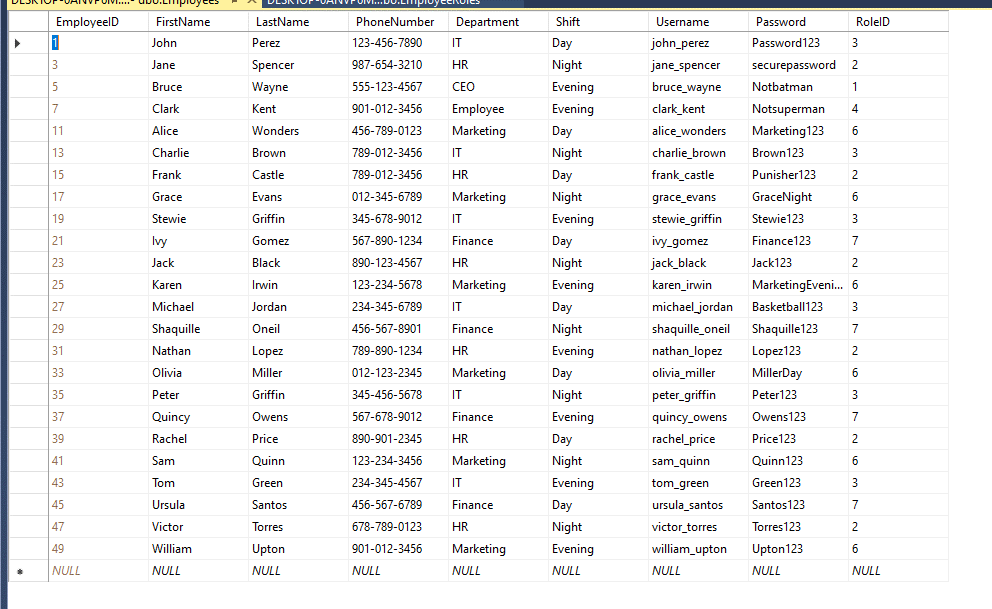 DESKTOP-0ANVP6M.... - dbo.Employees DESKTOP-0ANVP6M...bo.EmployeeRoles
EmployeeID FirstName LastName PhoneNumber Department Shift Username Password RoleID
1 John Perez 123-456-7890 IT Day john_perez Password123 3
3 Jane Spencer 987-654-3210 HR Night jane_spencer securepassword 2
5 Bruce Wayne 555-123-4567 CEO Evening bruce_wayne Notbatman 1
7 Clark Kent 901-012-3456 Employee Evening clark_kent Notsuperman 4
11 Alice Wonders 456-789-0123 Marketing Day alice_wonders Marketing123 6
13 Charlie Brown 789-012-3456 IT Night charlie_brown Brown123 3
15 Frank Castle 789-012-3456 HR Day frank_castle Punisher123 2
17 Grace Evans 012-345-6789 Marketing Night grace_evans GraceNight 6
19 Stewie Griffin 345-678-9012 IT Evening stewie_griffin Stewie123 3
21 Ivy Gomez 567-890-1234 Finance Day ivy_gomez Finance123 7
23 Jack Black 890-123-4567 HR Night jack_black Jack123 2
25 Karen Irwin 123-234-5678 Marketing Evening karen_irwin MarketingEveni... 6
27 Michael Jordan 234-345-6789 IT Day michael_jordan Basketball123 3
29 Shaquille Oneil 456-567-8901 Finance Night shaquille_oneil Shaquille123 7
31 Nathan Lopez 789-890-1234 HR Evening nathan_lopez Lopez123 2
33 Olivia Miller 012-123-2345 Marketing Day olivia_miller MillerDay 6
35 Peter Griffin 345-456-5678 IT Night peter_griffin Peter123 3
37 Quincy Owens 567-678-9012 Finance Evening quincy_owens Owens123 7
39 Rachel Price 890-901-2345 HR Day rachel_price Price123 2
41 Sam Quinn 123-234-3456 Marketing Night sam_quinn Quinn123 6
43 Tom Green 234-345-4567 IT Evening tom_green Green123 3
45 Ursula Santos 456-567-6789 Finance Day ursula_santos Santos123 7
47 Victor Torres 678-789-0123 HR Night victor_torres Torres123 2
49 William Upton 901-012-3456 Marketing Evening william_upton Upton123 6
NULL NULL NULL NULL NULL NULL NULL NULL NULL